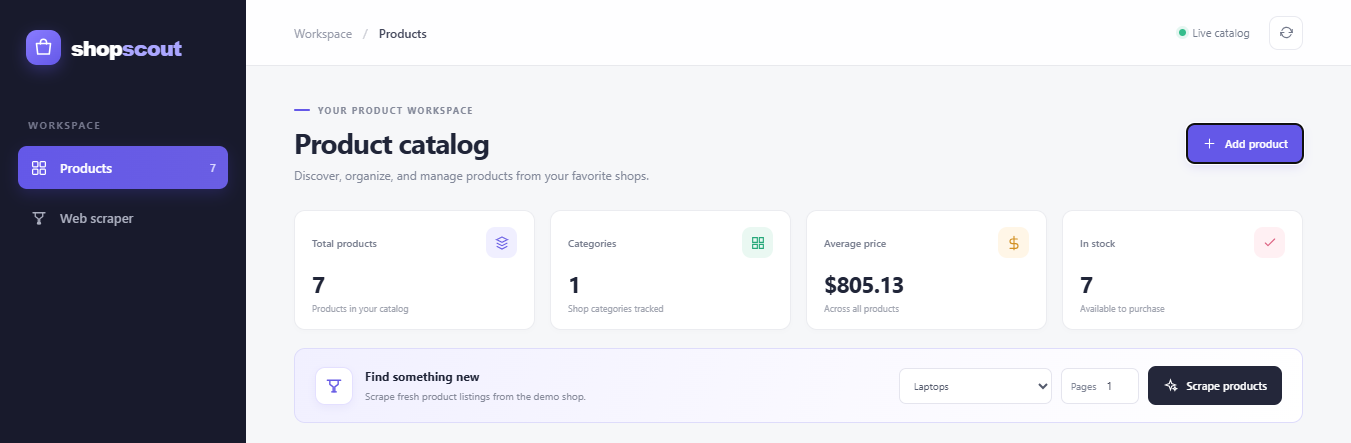 shopscout
Workspace / Products
Live catalog
WORKSPACE
Products 7
Web scraper
YOUR PRODUCT WORKSPACE
Product catalog
Discover, organize, and manage products from your favorite shops.
Add product
Total products
7
Products in your catalog
Categories
1
Shop categories tracked
Average price
$805.13
Across all products
In stock
7
Available to purchase
Find something new
Scrape fresh product listings from the demo shop.
Laptops
Pages 1
Scrape products